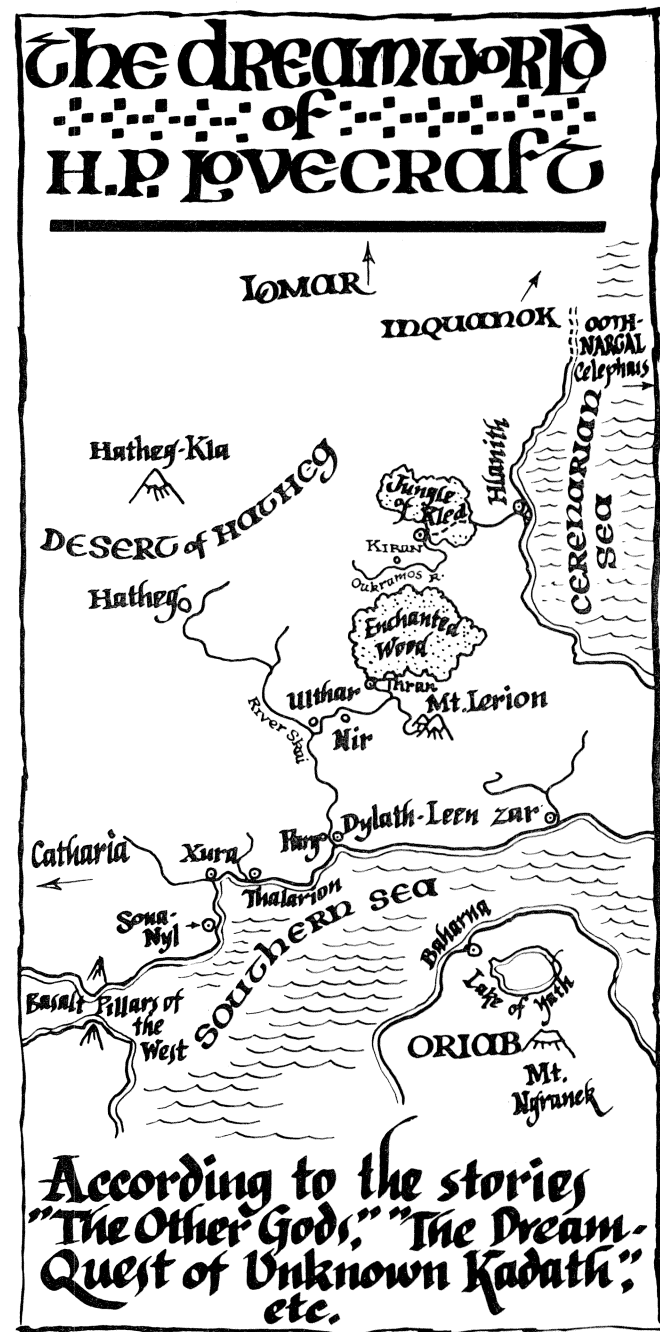 The Dreamworld
of
H.P. Lovecraft
LOMAR
INQUANOK
OOTH-
NARGAL
Celephais
CERENARIAN
SEA
Hlanith
Hatheg-Kla
DESERT of HATHEG
Jungle
of Kled
KIRAN
Oukramos R.
Hatheg
Enchanted
Wood
Thran
Ulthar
Mt. Lerion
River Skai
Nir
Parg
Dylath-Leen
Zar
Catharia
Xura
Thalarion
SOUTHERN SEA
Sona-
Nyl
Baharna
Lake of Yath
Basalt Pillars of
the
West
ORIAB
Mt.
Ngranek
According to the stories
"The Other Gods," "The Dream-
Quest of Unknown Kadath",
etc.